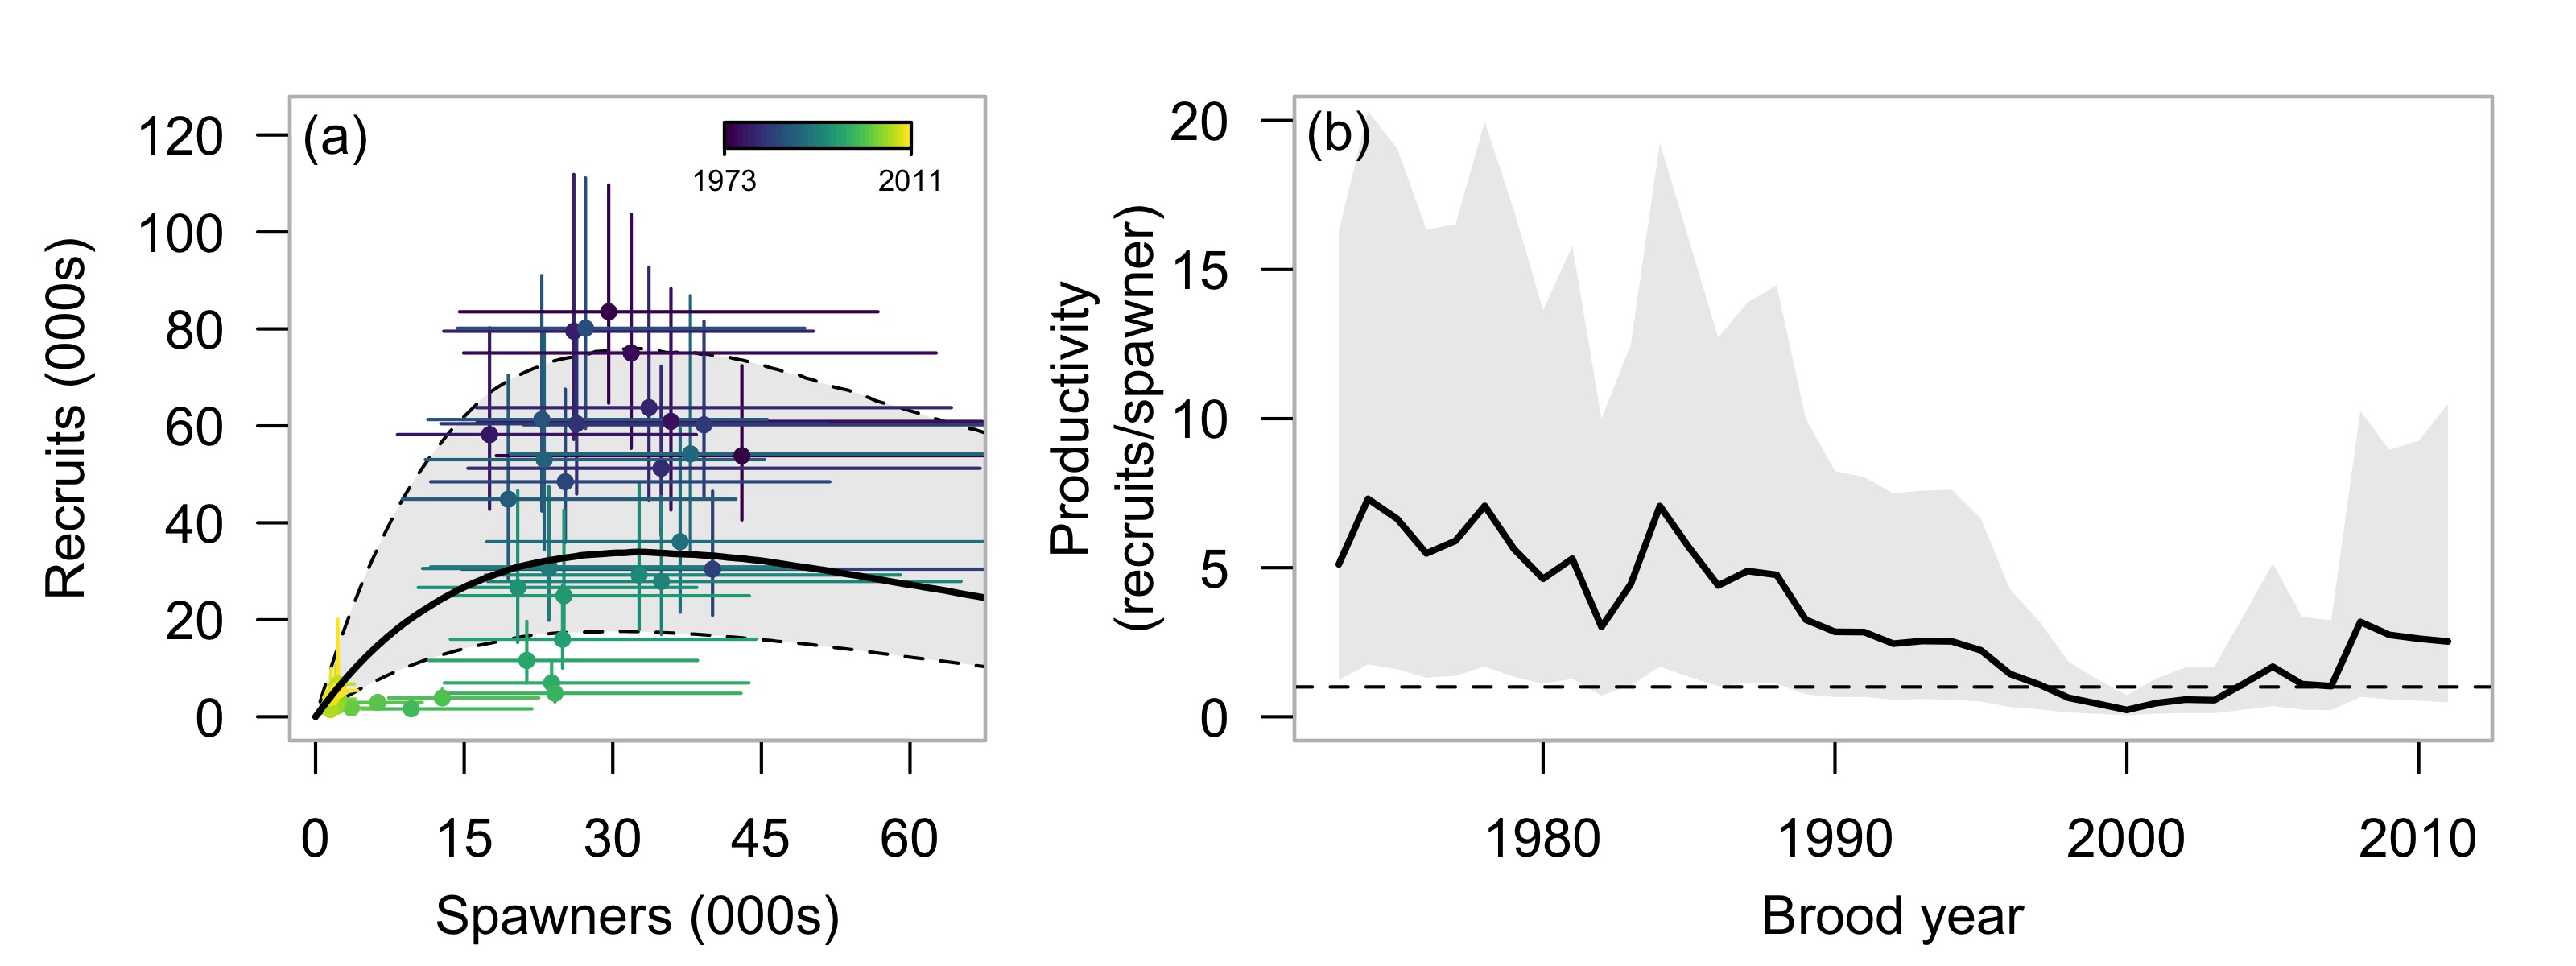 (a)
1973 2011
120
100
80
60
40
20
0
Recruits (000s)
0 15 30 45 60
Spawners (000s)
(b)
20
15
10
5
0
Productivity
(recruits/spawner)
1980 1990 2000 2010
Brood year